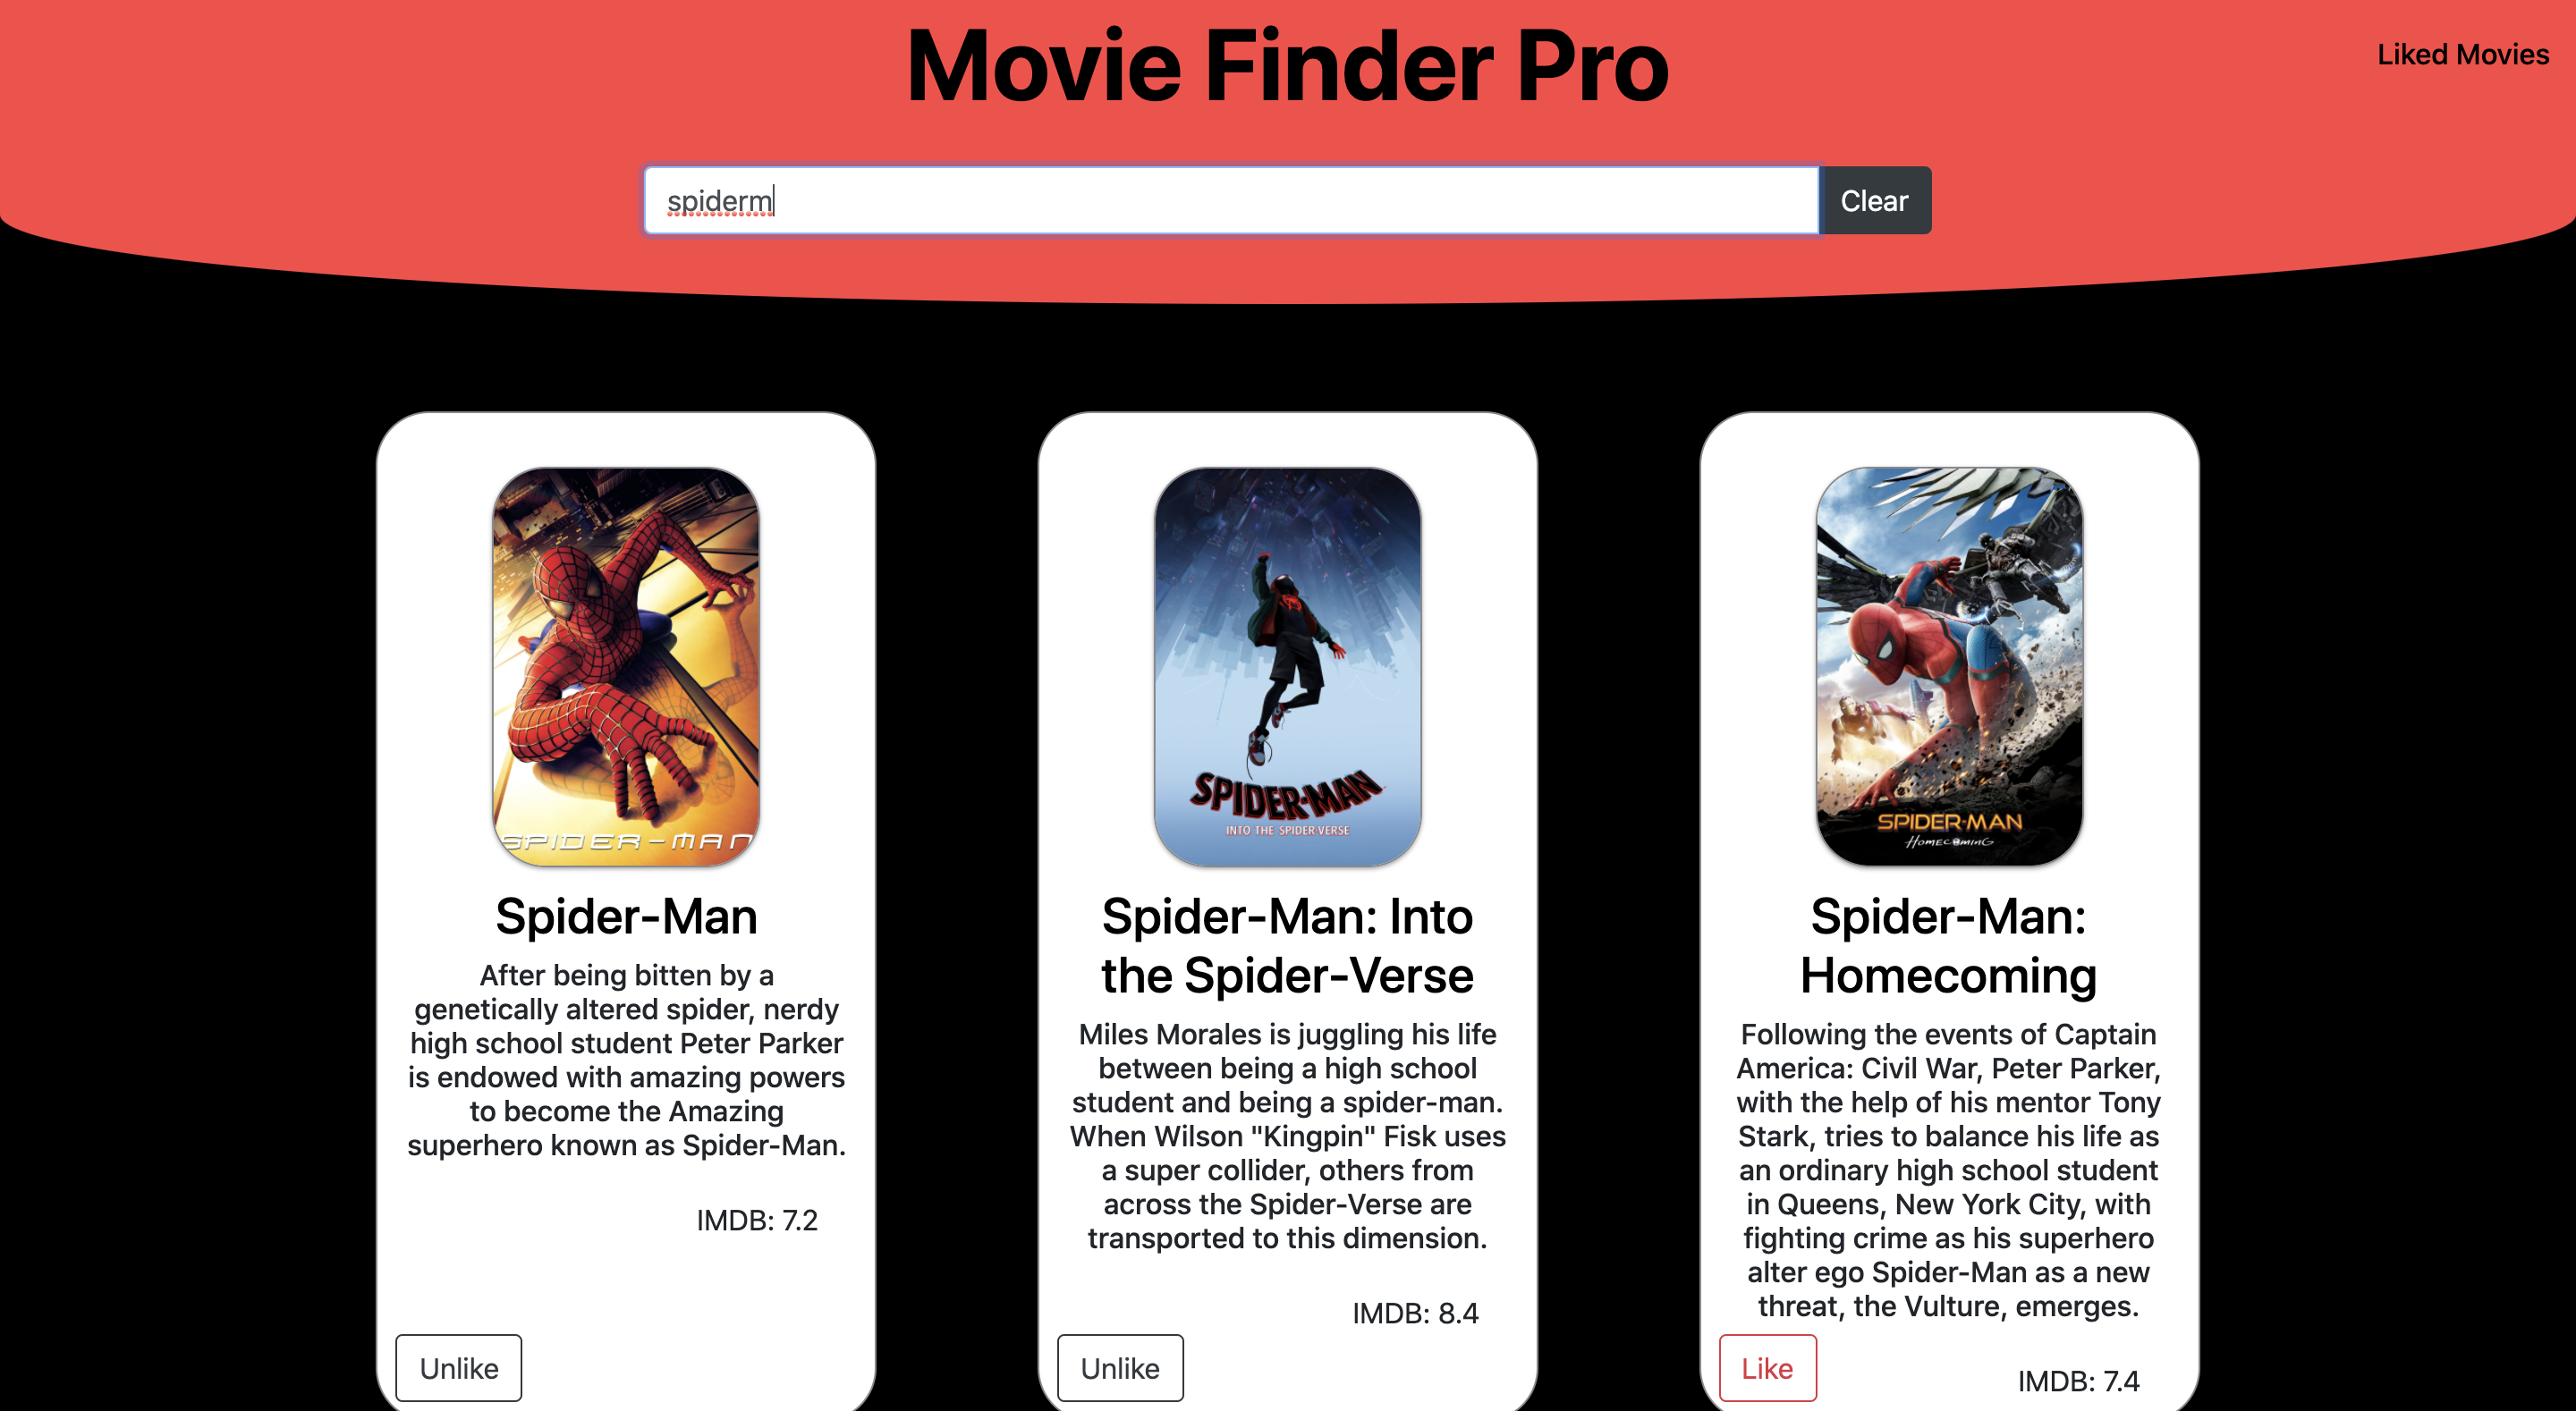 Movie Finder Pro
Liked Movies
spiderm
Clear
SPIDER-MAN
Spider-Man
After being bitten by a
genetically altered spider, nerdy
high school student Peter Parker
is endowed with amazing powers
to become the Amazing
superhero known as Spider-Man.
IMDB: 7.2
Unlike
SPIDER-MAN
INTO THE SPIDER-VERSE
Spider-Man: Into
the Spider-Verse
Miles Morales is juggling his life
between being a high school
student and being a spider-man.
When Wilson "Kingpin" Fisk uses
a super collider, others from
across the Spider-Verse are
transported to this dimension.
IMDB: 8.4
Unlike
SPIDER-MAN
HOMECOMING
Spider-Man:
Homecoming
Following the events of Captain
America: Civil War, Peter Parker,
with the help of his mentor Tony
Stark, tries to balance his life as
an ordinary high school student
in Queens, New York City, with
fighting crime as his superhero
alter ego Spider-Man as a new
threat, the Vulture, emerges.
Like
IMDB: 7.4